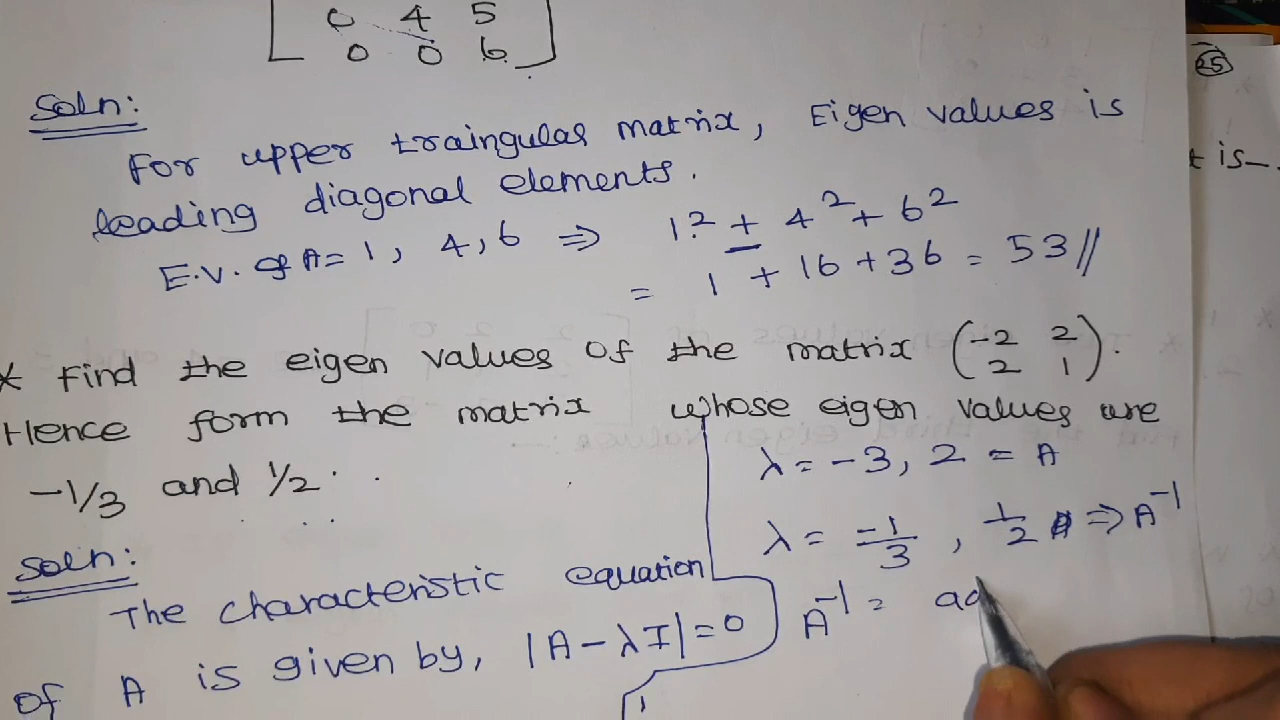 0 4 5
0 0 6
25
Soln:
For upper traingular matrix, Eigen values is
leading diagonal elements.
t is-
E.V. of A = 1, 4, 6 ⇒ 1² + 4² + 6²
= 1 + 16 + 36 = 53//
* Find the eigen values of the matrix (-2 2
2 1).
Hence form the matrix whose eigen values are
-1/3 and 1/2.
λ = -3, 2 = A
λ = -1/3, 1/2 ⇒ A⁻¹
A⁻¹ = ad
Soln:
The characteristic equation
of A is given by, |A - λI| = 0